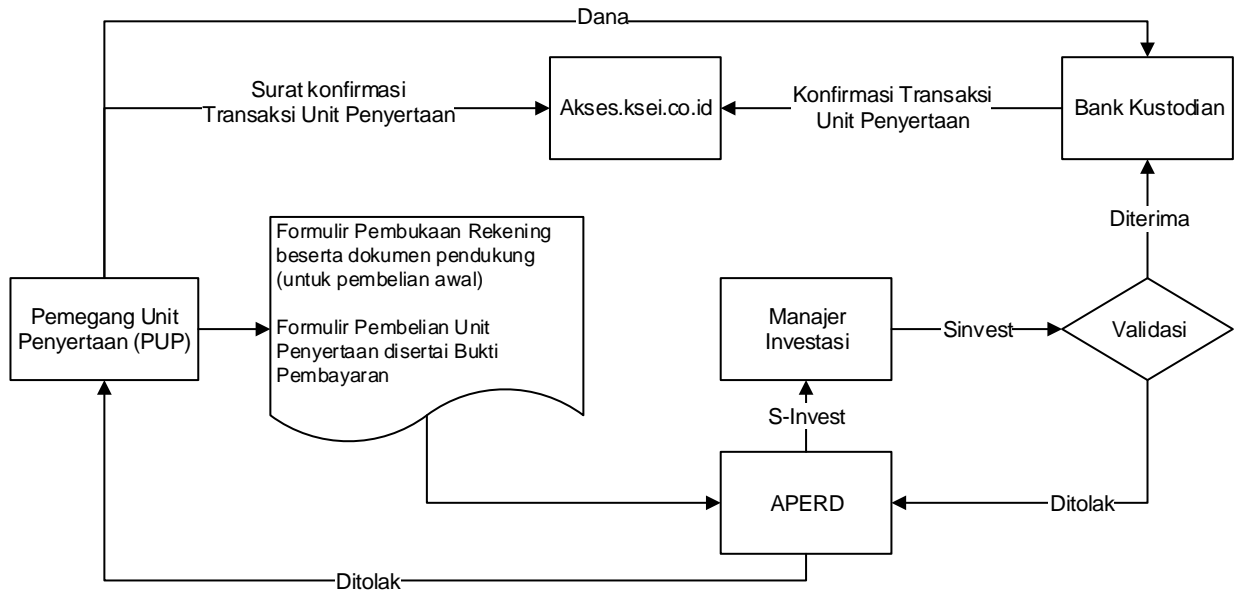 Dana
Surat konfirmasi
Transaksi Unit Penyertaan
Akses.ksei.co.id
Konfirmasi Transaksi
Unit Penyertaan
Bank Kustodian
Diterima
Formulir Pembukaan Rekening
beserta dokumen pendukung
(untuk pembelian awal)
Formulir Pembelian Unit
Penyertaan disertai Bukti
Pembayaran
Pemegang Unit
Penyertaan (PUP)
Manajer
Investasi
Sinvest
Validasi
S-Invest
APERD
Ditolak
Ditolak